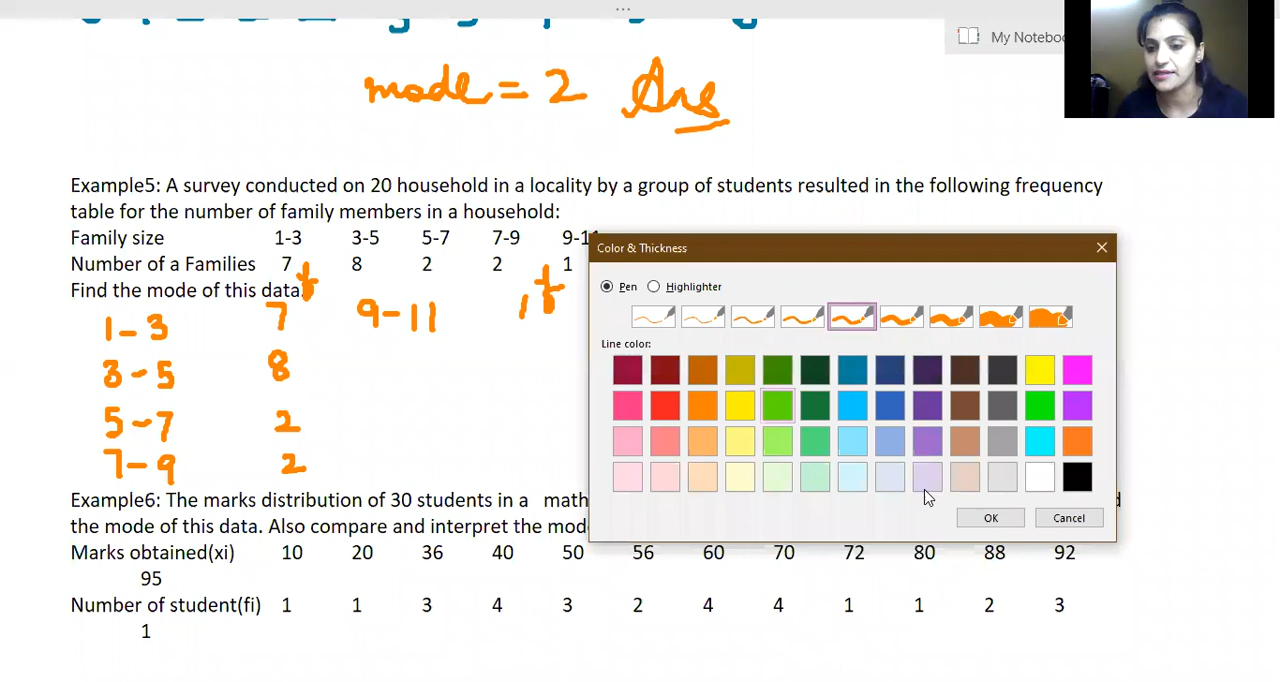 My Notebo
mode = 2 Ans
Example5: A survey conducted on 20 household in a locality by a group of students resulted in the following frequency
table for the number of family members in a household:
Family size 1-3 3-5 5-7 7-9 9-11
Number of a Families 7 8 2 2 1
Find the mode of this data.
f f
1-3 7 9-11 1
3-5 8
5-7 2
7-9 2
Color & Thickness
Pen Highlighter
Line color:
OK Cancel
Example6: The marks distribution of 30 students in a math
the mode of this data. Also compare and interpret the mod
Marks obtained(xi) 10 20 36 40 50 56 60 70 72 80 88 92
95
Number of student(fi) 1 1 3 4 3 2 4 4 1 1 2 3
1